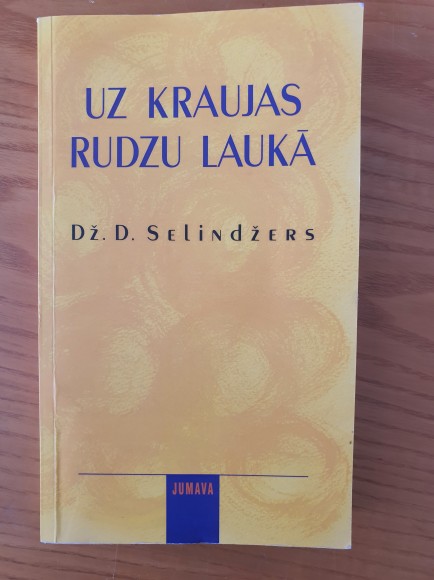 UZ KRAUJAS
RUDZU LAUKĀ
Dž. D. Selindžers
JUMAVA